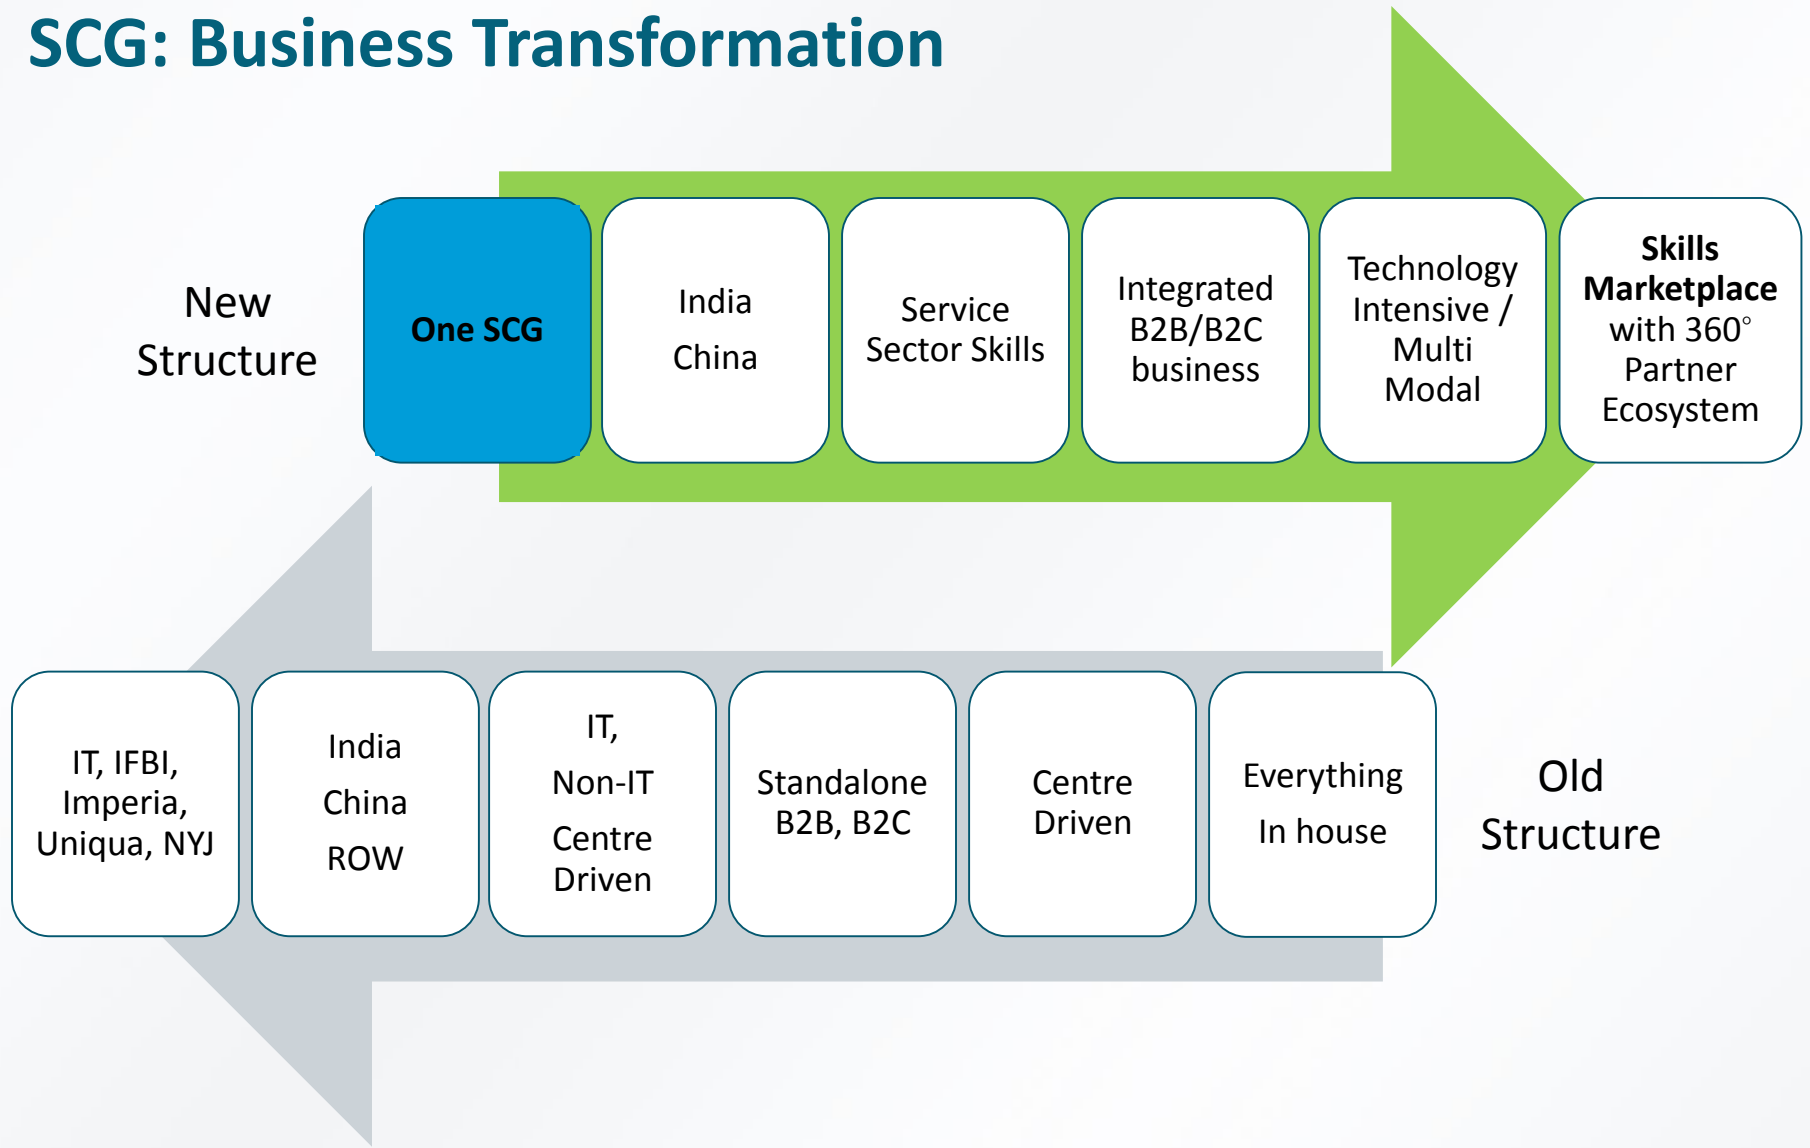 SCG: Business Transformation
New
Structure
One SCG
India
China
Service
Sector Skills
Integrated
B2B/B2C
business
Technology
Intensive /
Multi
Modal
Skills
Marketplace
with 360°
Partner
Ecosystem
IT, IFBI,
Imperia,
Uniqua, NYJ
India
China
ROW
IT,
Non-IT
Centre
Driven
Standalone
B2B, B2C
Centre
Driven
Everything
In house
Old
Structure